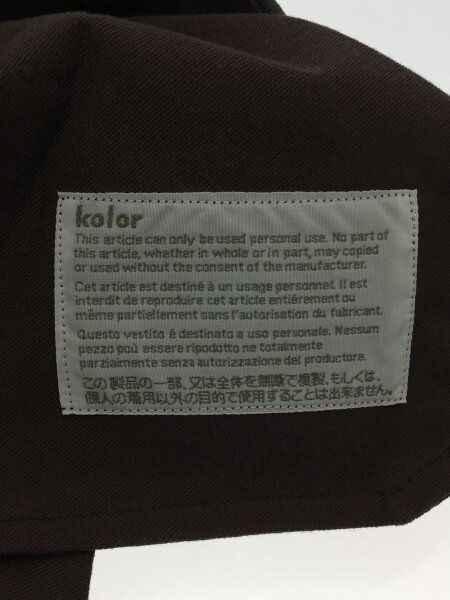 kolor
This article can only be used personal use. No part of
this article, whether in whole or in part, may copied
or used without the consent of the manufacturer.
Cet article est destiné à un usage personnel. Il est
interdit de reproduire cet article entiérement ou
même partiellement sans l'autorisation du fabricant.
Questo vestito é destinato a uso personale. Nessun
pezzo poù essere ripodotto ne totalmente
parzialmente senza autorizzazione del produttore.
この製品の一部、又は全体を無断で複製、もしくは、
個人の着用以外の目的で使用することは出来ません。